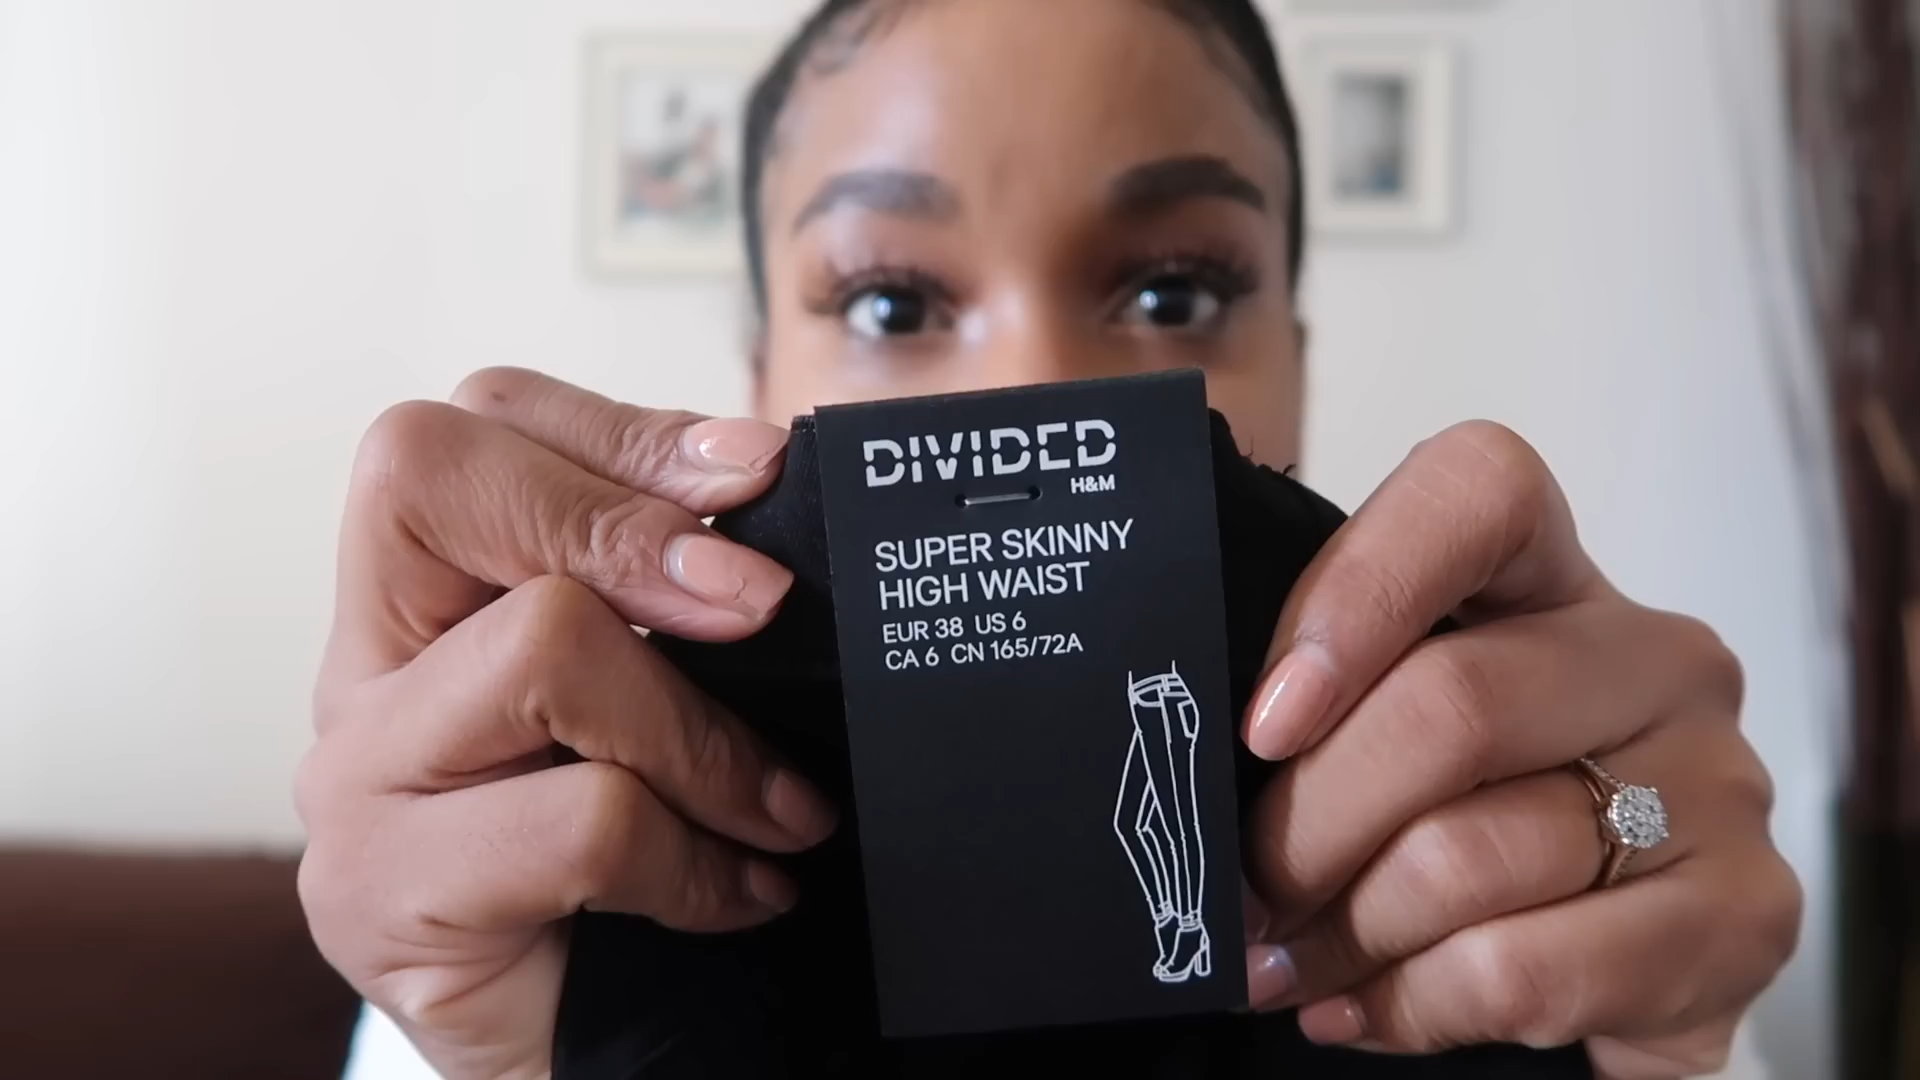 DIVIDED
H&M
SUPER SKINNY
HIGH WAIST
EUR 38 US 6
CA 6 CN 165/72A